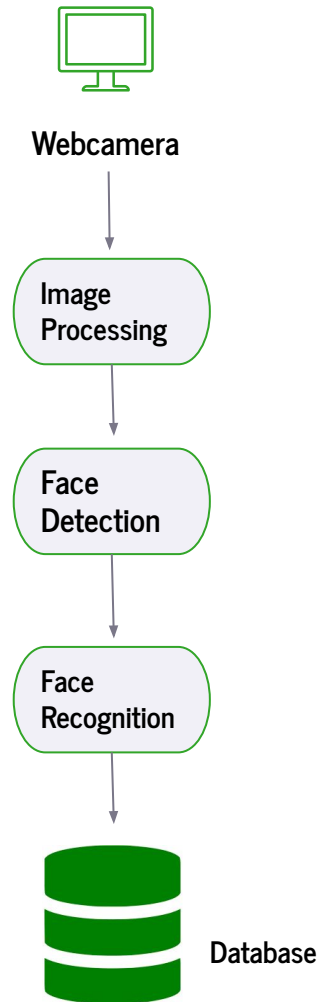 Webcamera
Image
Processing
Face
Detection
Face
Recognition
Database